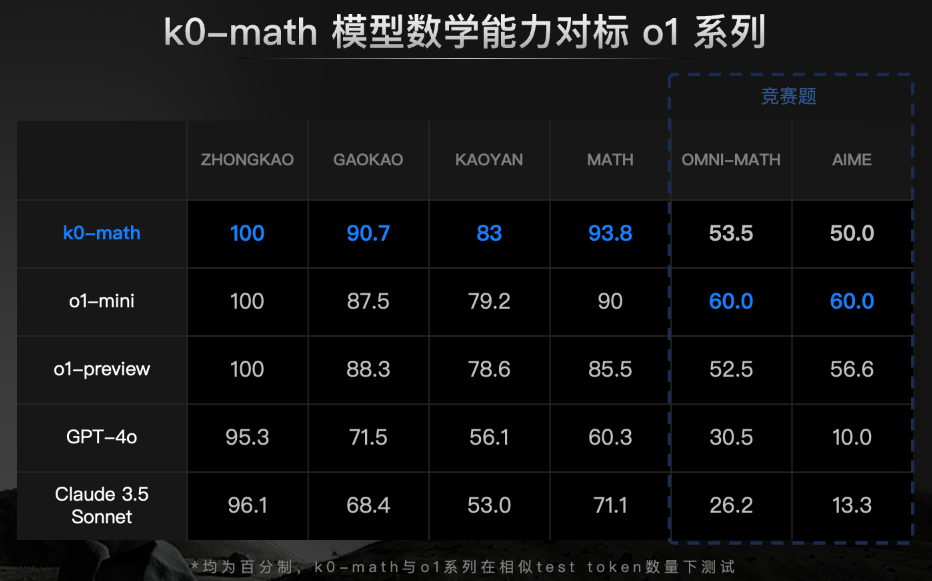 k0-math 模型数学能力对标 o1 系列
竞赛题
ZHONGKAO GAOKAO KAOYAN MATH OMNI-MATH AIME
k0-math 100 90.7 83 93.8 53.5 50.0
o1-mini 100 87.5 79.2 90 60.0 60.0
o1-preview 100 88.3 78.6 85.5 52.5 56.6
GPT-4o 95.3 71.5 56.1 60.3 30.5 10.0
Claude 3.5
Sonnet 96.1 68.4 53.0 71.1 26.2 13.3
*均为百分制，k0-math与o1系列在相似test token数量下测试